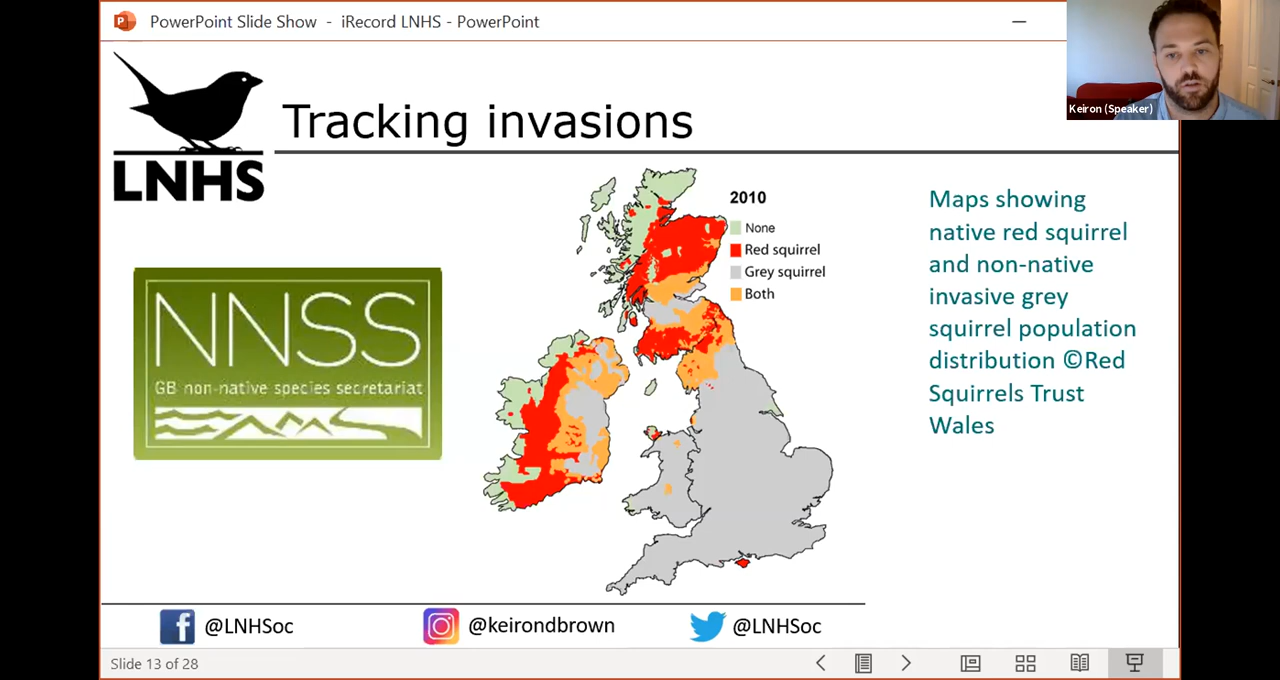 PowerPoint Slide Show - iRecord LNHS - PowerPoint
Keiron (Speaker)
LNHS
Tracking invasions
NNSS
GB non-native species secretariat
2010
None
Red squirrel
Grey squirrel
Both
Maps showing
native red squirrel
and non-native
invasive grey
squirrel population
distribution ©Red
Squirrels Trust
Wales
@LNHSoc
@keirondbrown
@LNHSoc
Slide 13 of 28